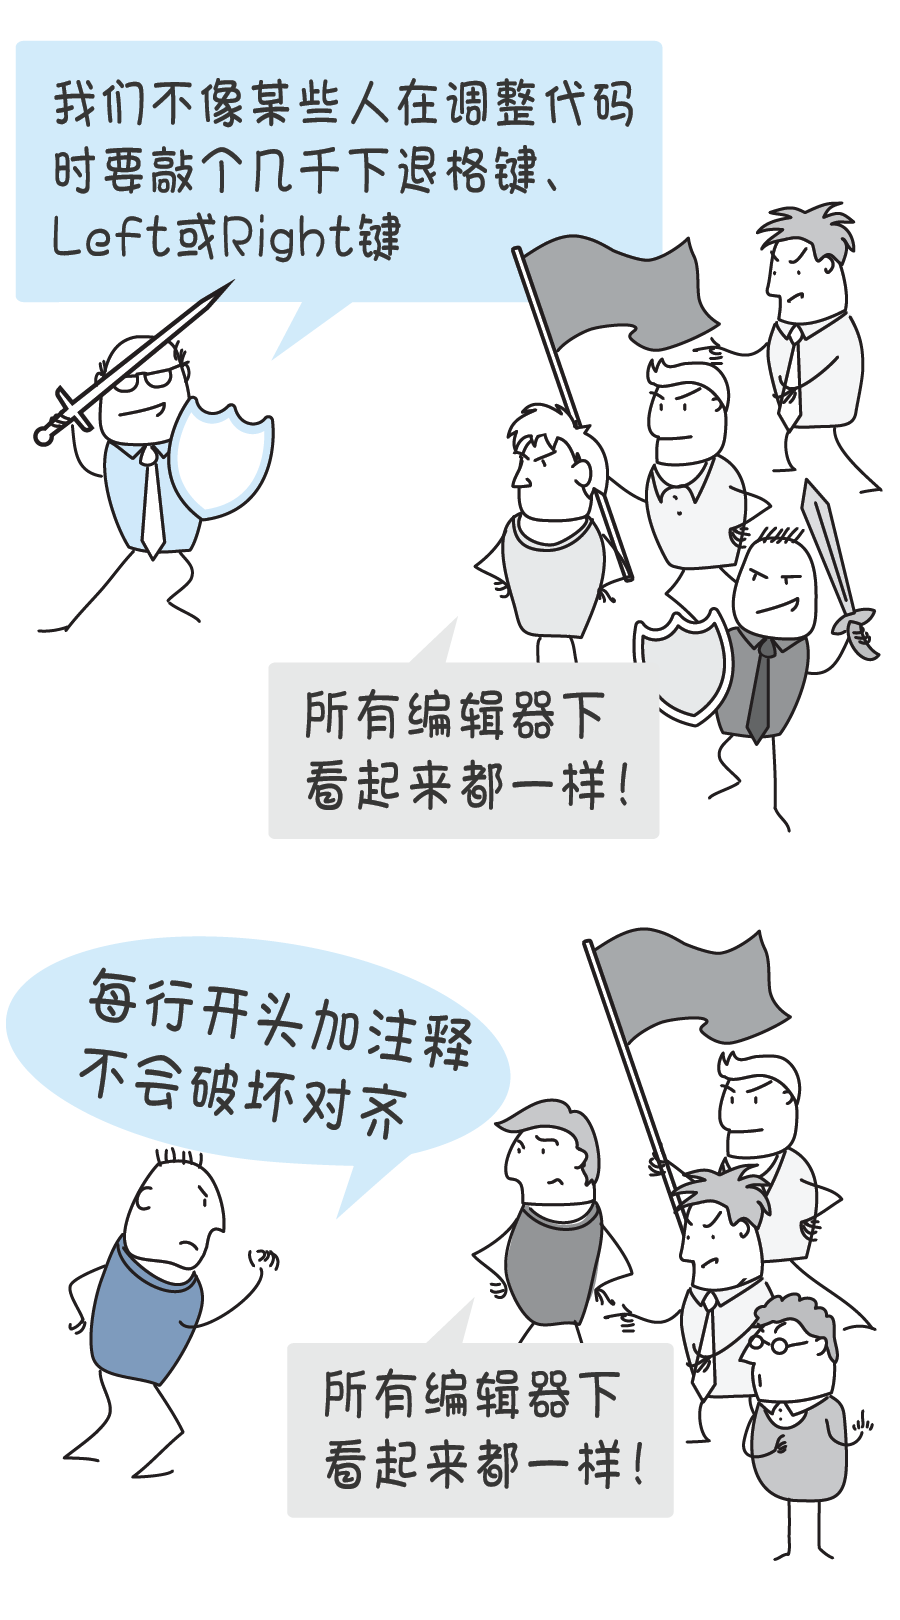 我们不像某些人在调整代码
时要敲个几千下退格键、
Left或Right键
所有编辑器下
看起来都一样！
每行开头加注释
不会破坏对齐
所有编辑器下
看起来都一样！